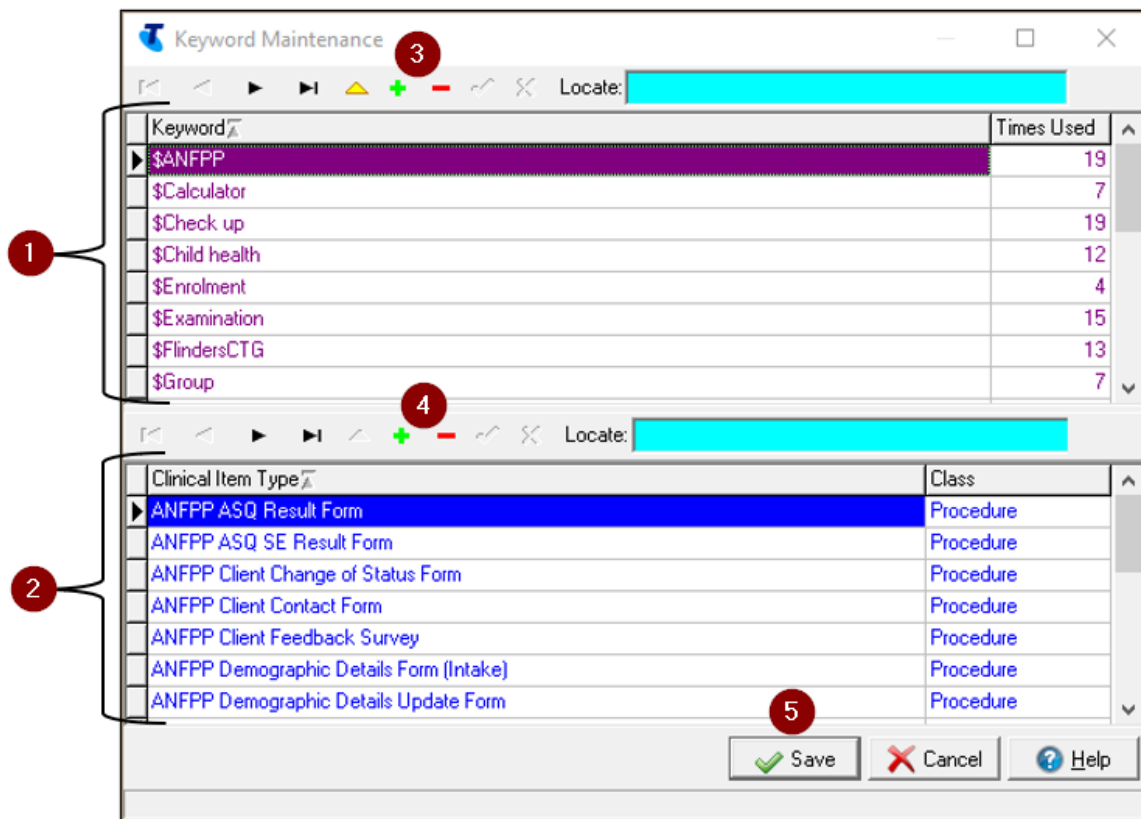 Keyword Maintenance
3
Locate:
Keyword Times Used
$ANFPP 19
$Calculator 7
$Check up 19
1
$Child health 12
$Enrolment 4
$Examination 15
$FlindersCTG 13
$Group 7
4
Locate:
Clinical Item Type Class
ANFPP ASQ Result Form Procedure
ANFPP ASQ SE Result Form Procedure
ANFPP Client Change of Status Form Procedure
2
ANFPP Client Contact Form Procedure
ANFPP Client Feedback Survey Procedure
ANFPP Demographic Details Form (Intake) Procedure
ANFPP Demographic Details Update Form Procedure
5
Save Cancel Help